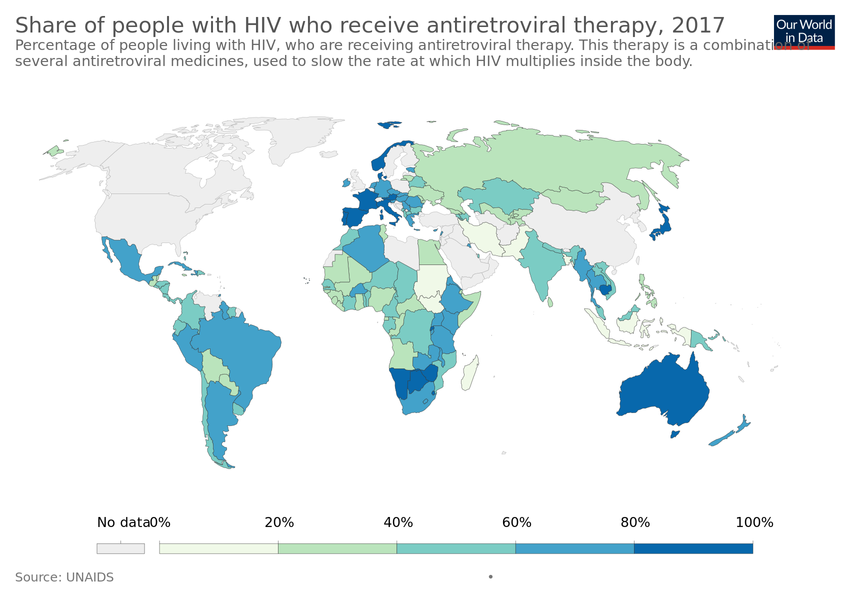 Share of people with HIV who receive antiretroviral therapy, 2017
Our World
in Data
Percentage of people living with HIV, who are receiving antiretroviral therapy. This therapy is a combination of
several antiretroviral medicines, used to slow the rate at which HIV multiplies inside the body.
No data 0% 20% 40% 60% 80% 100%
Source: UNAIDS